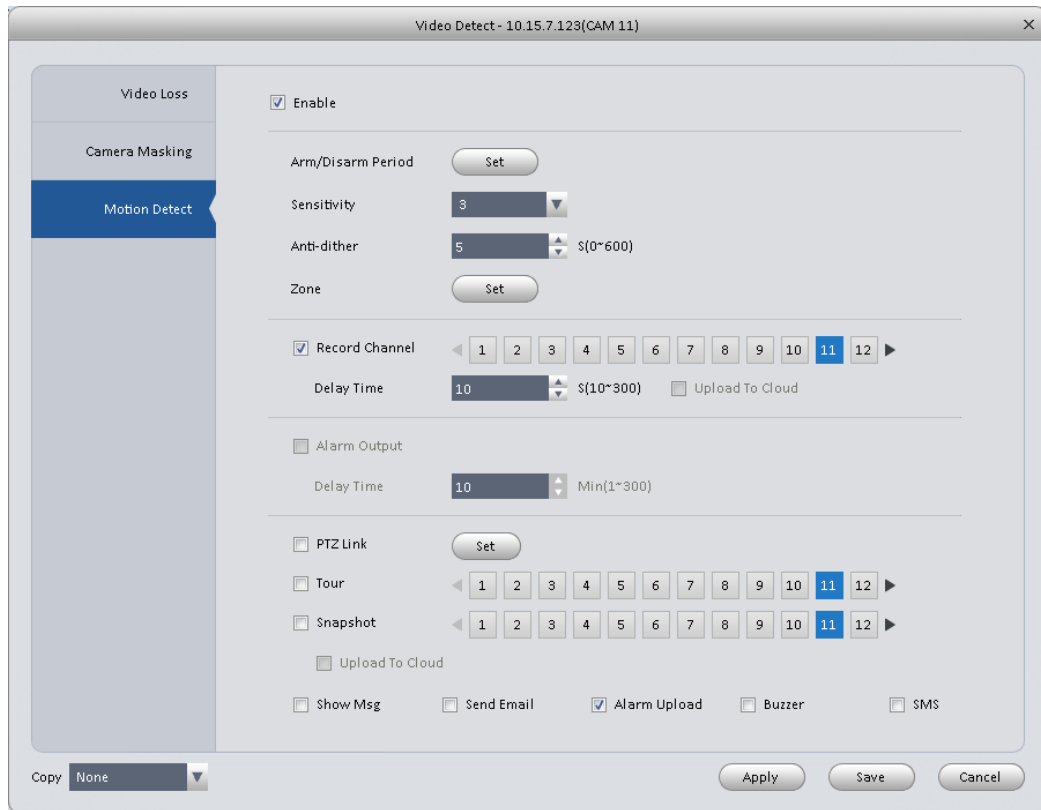 Video Detect - 10.15.7.123(CAM 11)
Video Loss
Camera Masking
Motion Detect
Enable
Arm/Disarm Period Set
Sensitivity 3
Anti-dither 5 S(0~600)
Zone Set
Record Channel 1 2 3 4 5 6 7 8 9 10 11 12
Delay Time 10 S(10~300) Upload To Cloud
Alarm Output
Delay Time 10 Min(1~300)
PTZ Link Set
Tour 1 2 3 4 5 6 7 8 9 10 11 12
Snapshot 1 2 3 4 5 6 7 8 9 10 11 12
Upload To Cloud
Show Msg Send Email Alarm Upload Buzzer SMS
Copy None Apply Save Cancel